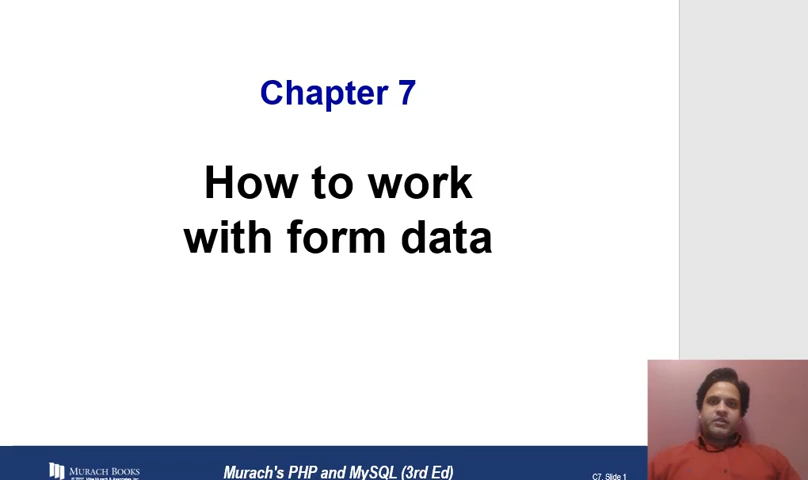 Chapter 7
How to work
with form data
MURACH BOOKS
Murach's PHP and MySQL (3rd Ed)
C7, Slide 1